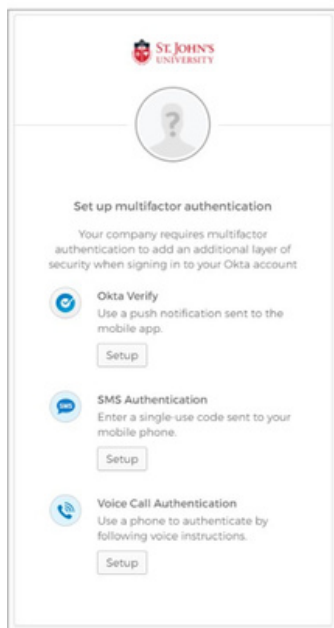 ST. JOHN'S
UNIVERSITY
?
Set up multifactor authentication
Your company requires multifactor
authentication to add an additional layer of
security when signing in to your Okta account
Okta Verify
Use a push notification sent to the
mobile app.
Setup
SMS
SMS Authentication
Enter a single-use code sent to your
mobile phone.
Setup
Voice Call Authentication
Use a phone to authenticate by
following voice instructions.
Setup